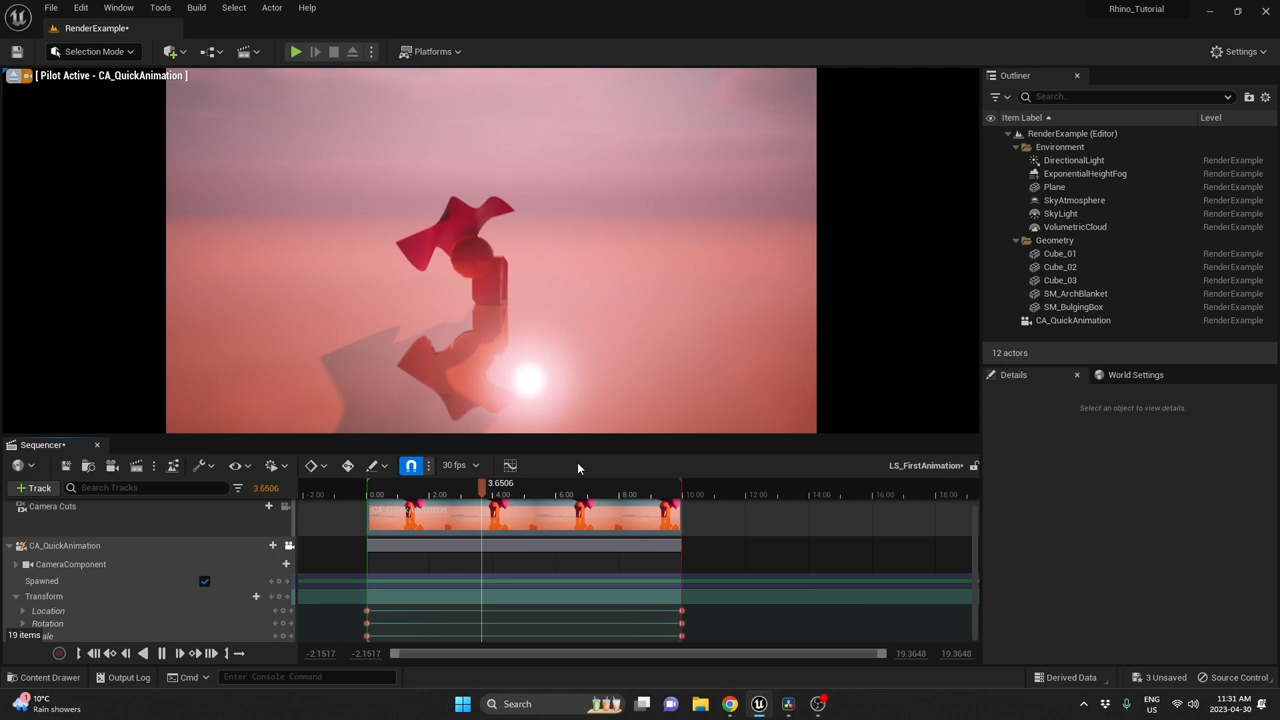 File Edit Window Tools Build Select Actor Help
Rhino_Tutorial
RenderExample*
Selection Mode
Platforms
Settings
[ Pilot Active - CA_QuickAnimation ]
Outliner
Search...
Item Label
Level
RenderExample (Editor)
Environment
DirectionalLight RenderExample
ExponentialHeightFog RenderExample
Plane RenderExample
SkyAtmosphere RenderExample
SkyLight RenderExample
VolumetricCloud RenderExample
Geometry
Cube_01 RenderExample
Cube_02 RenderExample
Cube_03 RenderExample
SM_ArchBlanket RenderExample
SM_BulgingBox RenderExample
CA_QuickAnimation RenderExample
12 actors
Details
World Settings
Select an object to view details.
Sequencer*
30 fps
LS_FirstAnimation*
+ Track
Search Tracks
3.6506
3.6506
-2.00 0.00 2.00 4.00 6.00 8.00 10.00 12.00 14.00 16.00 18.00
Camera Cuts
CA_QuickAnimation
CA_QuickAnimation
CameraComponent
Spawned
Transform
Location
Rotation
19 items
ale
-2.1517 -2.1517 19.3648 19.3648
Content Drawer
Output Log
Cmd
Enter Console Command
Derived Data
3 Unsaved
Source Control
1
10°C
Rain showers
Search
ENG
US
11:31 AM
2023-04-30